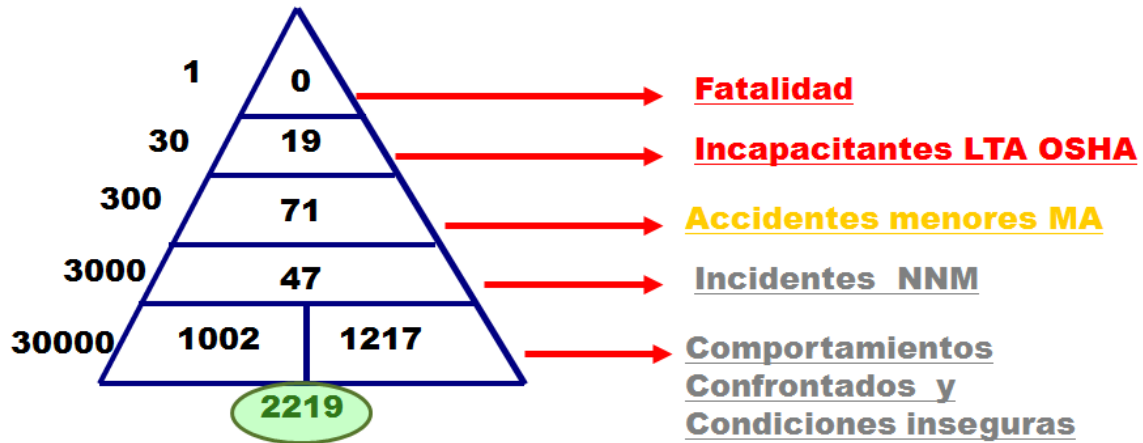 1
0
Fatalidad
30
19
Incapacitantes LTA OSHA
300
71
Accidentes menores MA
3000
47
Incidentes NNM
30000
1002
1217
Comportamientos
Confrontados y
Condiciones inseguras
2219